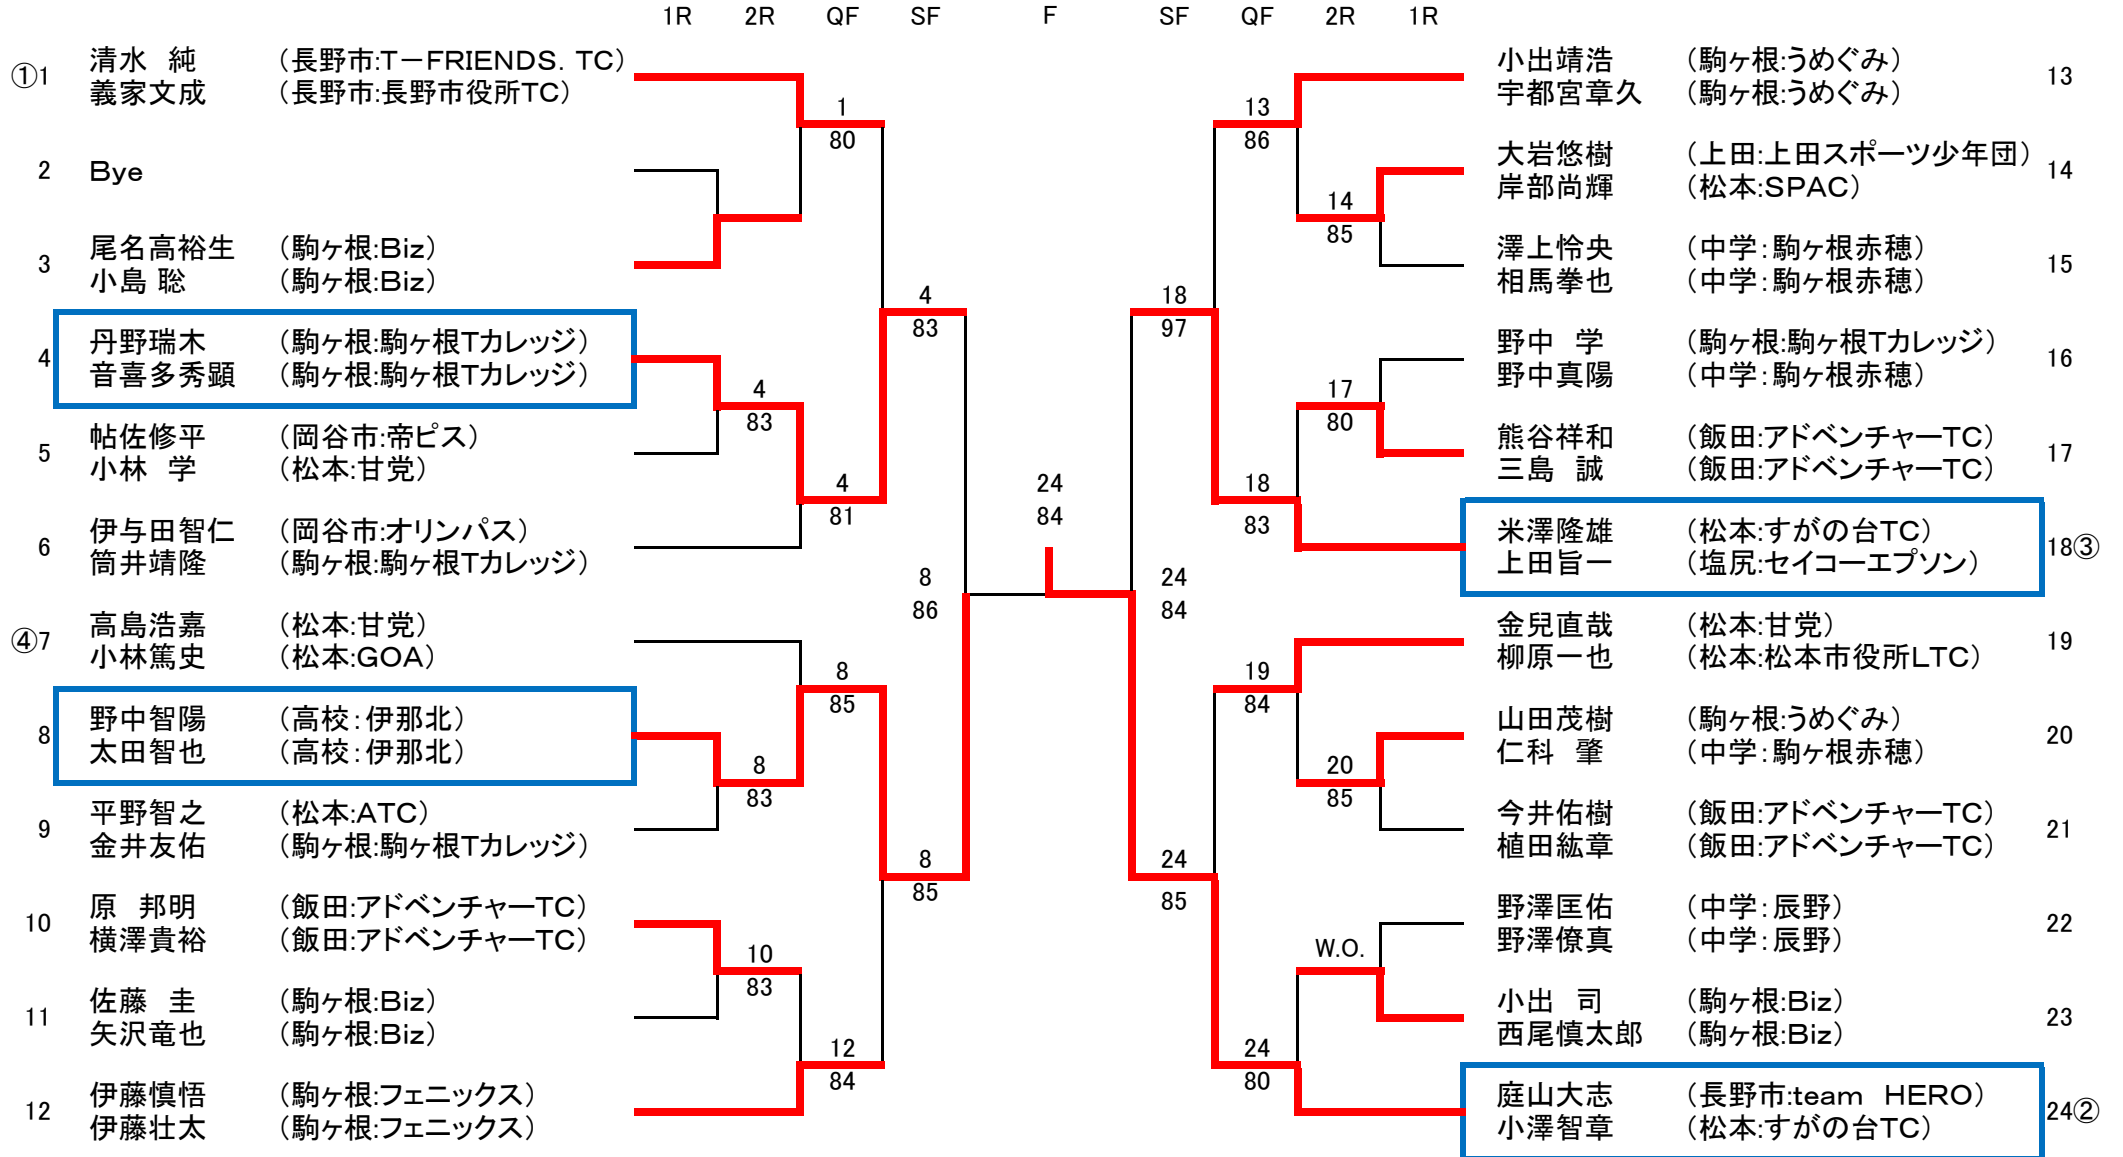 1R 2R QF SF F SF QF 2R 1R
①1 清水　純 （長野市:T－FRIENDS．TC）
義家文成 （長野市:長野市役所TC）
1
80
2 Bye
3 尾名高裕生 （駒ヶ根:Biz）
小島 聡 （駒ヶ根:Biz）
4
83
4 丹野瑞木 （駒ヶ根:駒ヶ根Tカレッジ）
音喜多秀顕 （駒ヶ根:駒ヶ根Tカレッジ）
4
83
5 帖佐修平 （岡谷市:帝ピス）
小林　学 （松本:甘党）
4
81
6 伊与田智仁 （岡谷市:オリンパス）
筒井靖隆 （駒ヶ根:駒ヶ根Tカレッジ）
8
86
④7 高島浩嘉 （松本:甘党）
小林篤史 （松本:GOA）
8
85
8 野中智陽 （高校：伊那北）
太田智也 （高校：伊那北）
8
83
9 平野智之 （松本:ATC）
金井友佑 （駒ヶ根:駒ヶ根Tカレッジ）
8
85
10 原　邦明 （飯田:アドベンチャーTC）
横澤貴裕 （飯田:アドベンチャーTC）
10
83
11 佐藤　圭 （駒ヶ根:Biz）
矢沢竜也 （駒ヶ根:Biz）
12
84
12 伊藤慎悟 （駒ヶ根:フェニックス）
伊藤壮太 （駒ヶ根:フェニックス）
24
84
小出靖浩 （駒ヶ根:うめぐみ） 13
宇都宮章久 （駒ヶ根:うめぐみ）
13
86
大岩悠樹 （上田:上田スポーツ少年団） 14
岸部尚輝 （松本:SPAC）
14
85
澤上怜央 （中学：駒ヶ根赤穂） 15
相馬拳也 （中学：駒ヶ根赤穂）
18
97
野中　学 （駒ヶ根:駒ヶ根Tカレッジ） 16
野中真陽 （中学：駒ヶ根赤穂）
17
80
熊谷祥和 （飯田:アドベンチャーTC） 17
三島　誠 （飯田:アドベンチャーTC）
18
83
米澤隆雄 （松本:すがの台TC） 18③
上田旨一 （塩尻:セイコーエプソン）
24
84
金兒直哉 （松本:甘党） 19
柳原一也 （松本:松本市役所LTC）
19
84
山田茂樹 （駒ヶ根:うめぐみ） 20
仁科　肇 （中学：駒ヶ根赤穂）
20
85
今井佑樹 （飯田:アドベンチャーTC） 21
植田紘章 （飯田:アドベンチャーTC）
24
85
野澤匡佑 （中学：辰野） 22
野澤僚真 （中学：辰野）
W.O.
小出　司 （駒ヶ根:Biz） 23
西尾慎太郎 （駒ヶ根:Biz）
24
80
庭山大志 （長野市:team　HERO） 24②
小澤智章 （松本:すがの台TC）